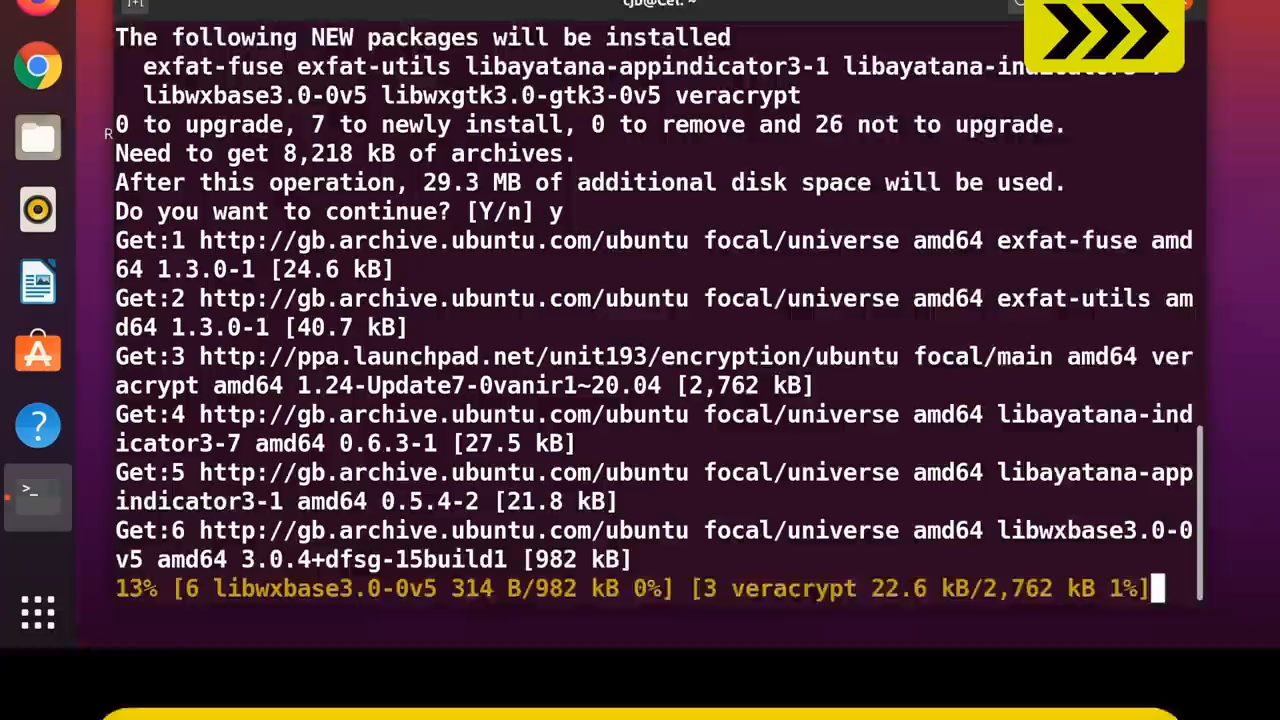 The following NEW packages will be installed
exfat-fuse exfat-utils libayatana-appindicator3-1
libwxbase3.0-0v5 libwxgtk3.0-gtk3-0v5 veracrypt
R
0 to upgrade, 7 to newly install, 0 to remove and 26 not to upgrade.
Need to get 8,218 kB of archives.
After this operation, 29.3 MB of additional disk space will be used.
Do you want to continue? [Y/n] y
Get:1 http://gb.archive.ubuntu.com/ubuntu focal/universe amd64 exfat-fuse amd
64 1.3.0-1 [24.6 kB]
Get:2 http://gb.archive.ubuntu.com/ubuntu focal/universe amd64 exfat-utils am
d64 1.3.0-1 [40.7 kB]
Get:3 http://ppa.launchpad.net/unit193/encryption/ubuntu focal/main amd64 ver
acrypt amd64 1.24-Update7-0vanir1~20.04 [2,762 kB]
Get:4 http://gb.archive.ubuntu.com/ubuntu focal/universe amd64 libayatana-ind
icator3-7 amd64 0.6.3-1 [27.5 kB]
Get:5 http://gb.archive.ubuntu.com/ubuntu focal/universe amd64 libayatana-app
indicator3-1 amd64 0.5.4-2 [21.8 kB]
Get:6 http://gb.archive.ubuntu.com/ubuntu focal/universe amd64 libwxbase3.0-0
v5 amd64 3.0.4+dfsg-15build1 [982 kB]
13% [6 libwxbase3.0-0v5 314 B/982 kB 0%] [3 veracrypt 22.6 kB/2,762 kB 1%]